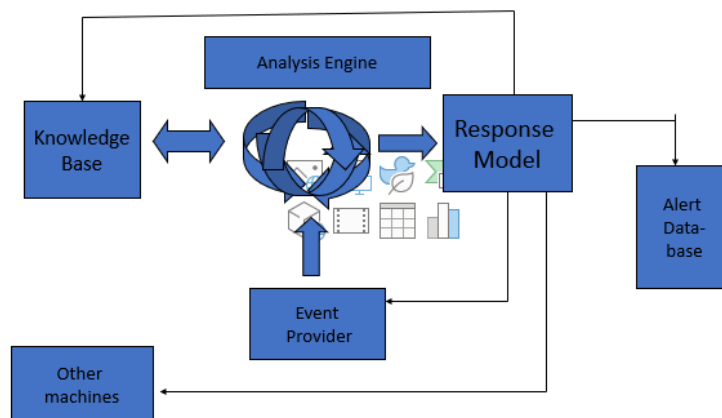 Analysis Engine
Knowledge
Base
Response
Model
Alert
Data-
base
Event
Provider
Other
machines